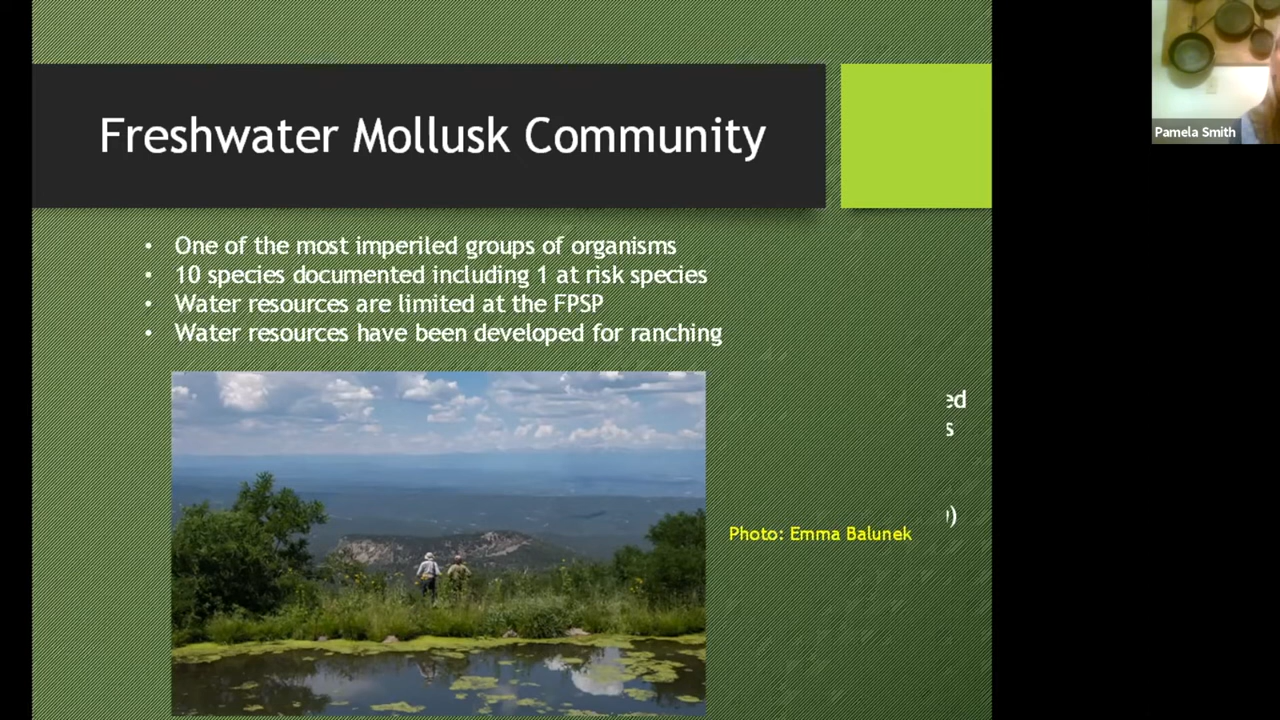 Freshwater Mollusk Community
• One of the most imperiled groups of organisms
• 10 species documented including 1 at risk species
• Water resources are limited at the FPSP
• Water resources have been developed for ranching
Photo: Emma Balunek
Pamela Smith